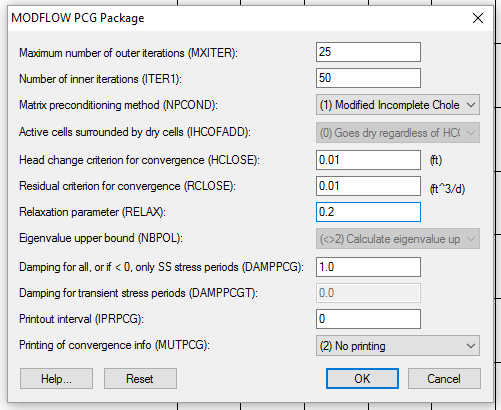 MODFLOW PCG Package
Maximum number of outer iterations (MXITER): 25
Number of inner iterations (ITER1): 50
Matrix preconditioning method (NPCOND): (1) Modified Incomplete Chole
Active cells surrounded by dry cells (IHCOFADD): (0) Goes dry regardless of HC
Head change criterion for convergence (HCLOSE): 0.01 (ft)
Residual criterion for convergence (RCLOSE): 0.01 (ft^3/d)
Relaxation parameter (RELAX): 0.2
Eigenvalue upper bound (NBPOL): (<>2) Calculate eigenvalue up
Damping for all, or if < 0, only SS stress periods (DAMPPCG): 1.0
Damping for transient stress periods (DAMPPCGT): 0.0
Printout interval (IPRPCG): 0
Printing of convergence info (MUTPCG): (2) No printing
Help... Reset OK Cancel